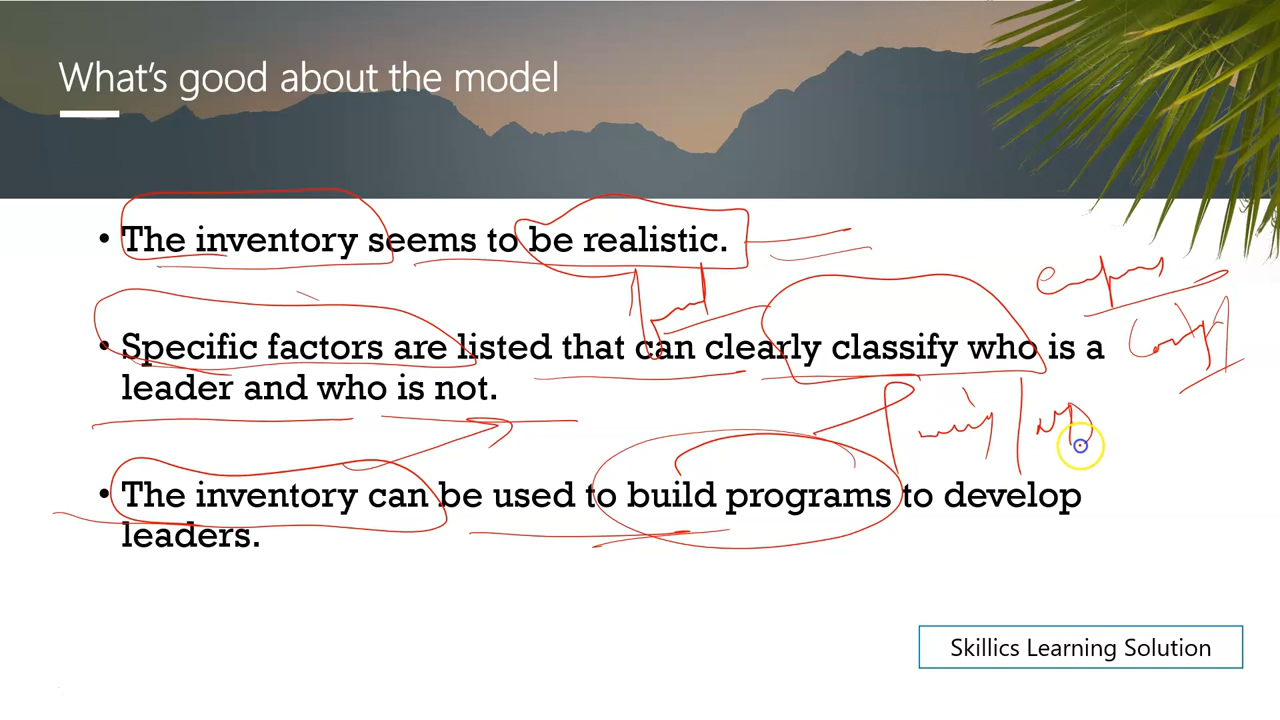 What's good about the model
• The inventory seems to be realistic.
• Specific factors are listed that can clearly classify who is a
leader and who is not.
• The inventory can be used to build programs to develop
leaders.
Skillics Learning Solution